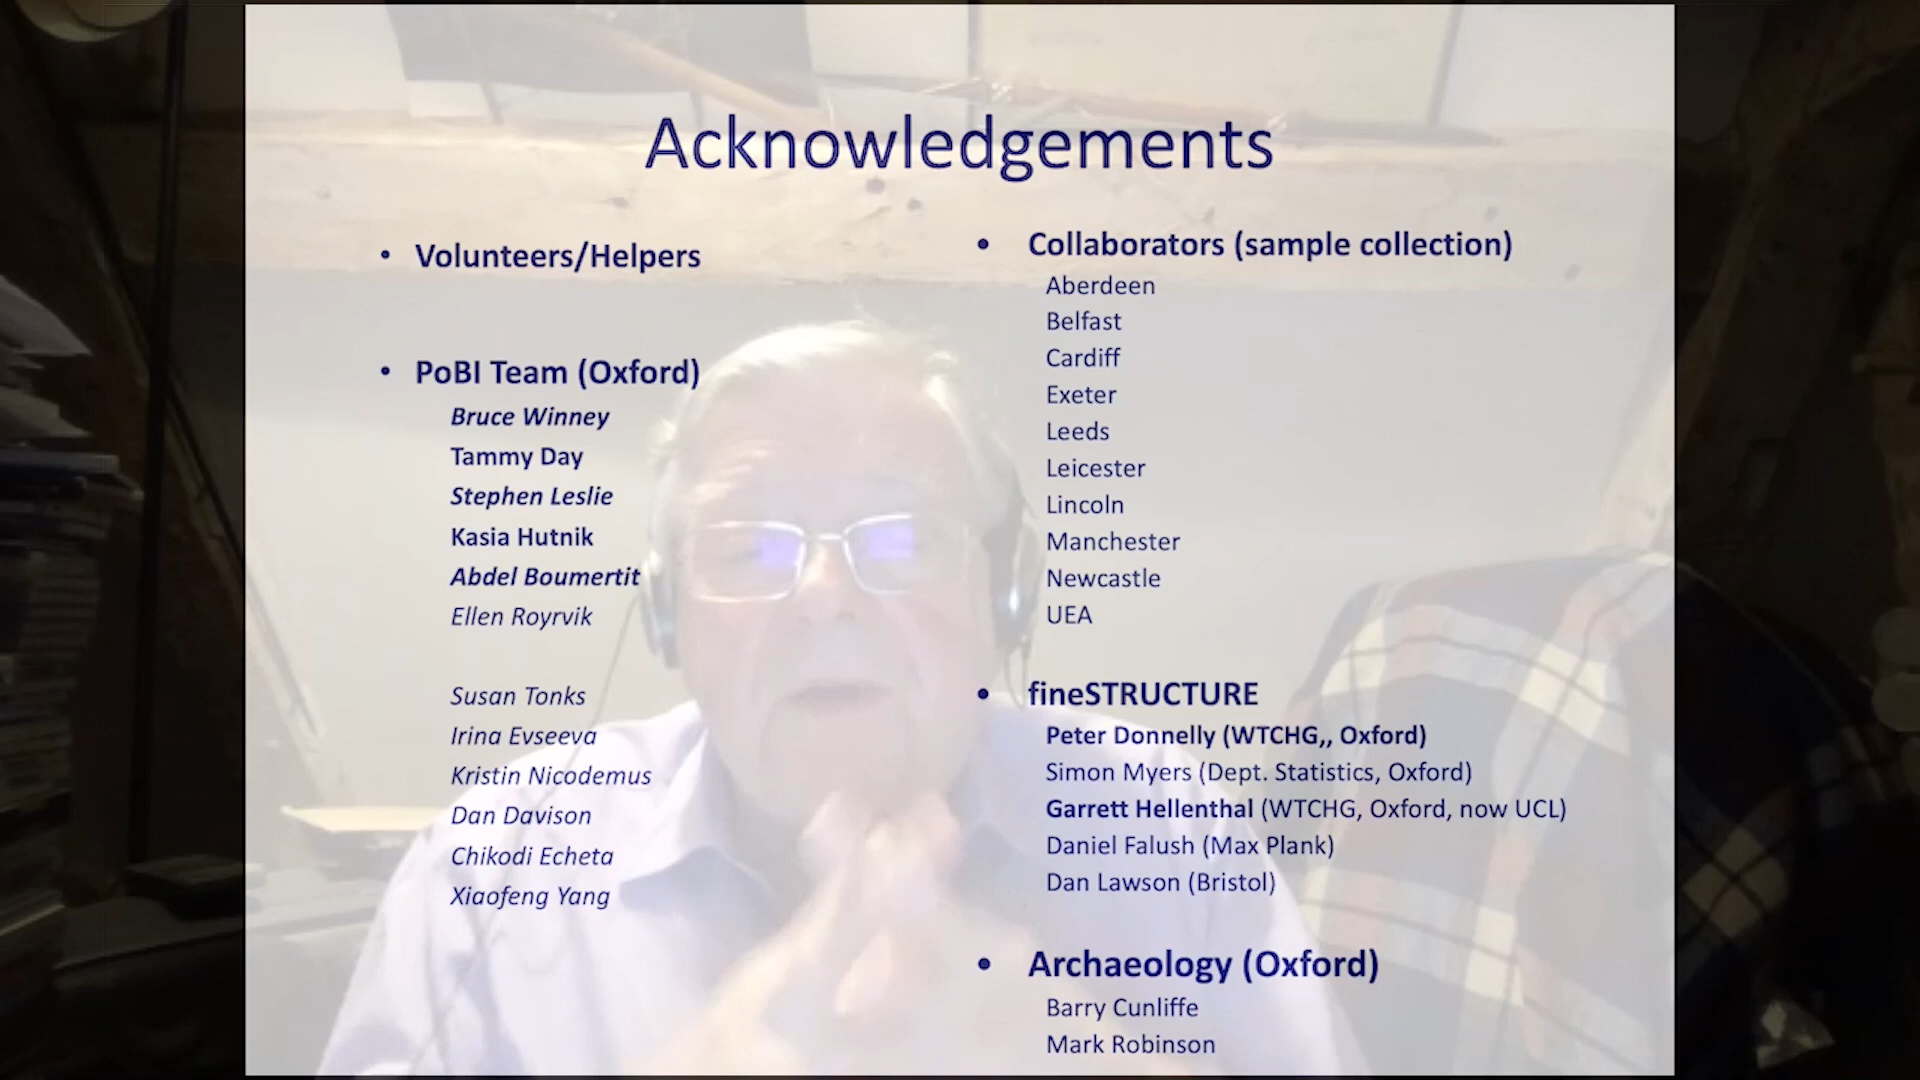 Acknowledgements
• Volunteers/Helpers
• PoBI Team (Oxford)
Bruce Winney
Tammy Day
Stephen Leslie
Kasia Hutnik
Abdel Boumertit
Ellen Royrvik
Susan Tonks
Irina Evseeva
Kristin Nicodemus
Dan Davison
Chikodi Echeta
Xiaofeng Yang
• Collaborators (sample collection)
Aberdeen
Belfast
Cardiff
Exeter
Leeds
Leicester
Lincoln
Manchester
Newcastle
UEA
• fineSTRUCTURE
Peter Donnelly (WTCHG,, Oxford)
Simon Myers (Dept. Statistics, Oxford)
Garrett Hellenthal (WTCHG, Oxford, now UCL)
Daniel Falush (Max Plank)
Dan Lawson (Bristol)
• Archaeology (Oxford)
Barry Cunliffe
Mark Robinson